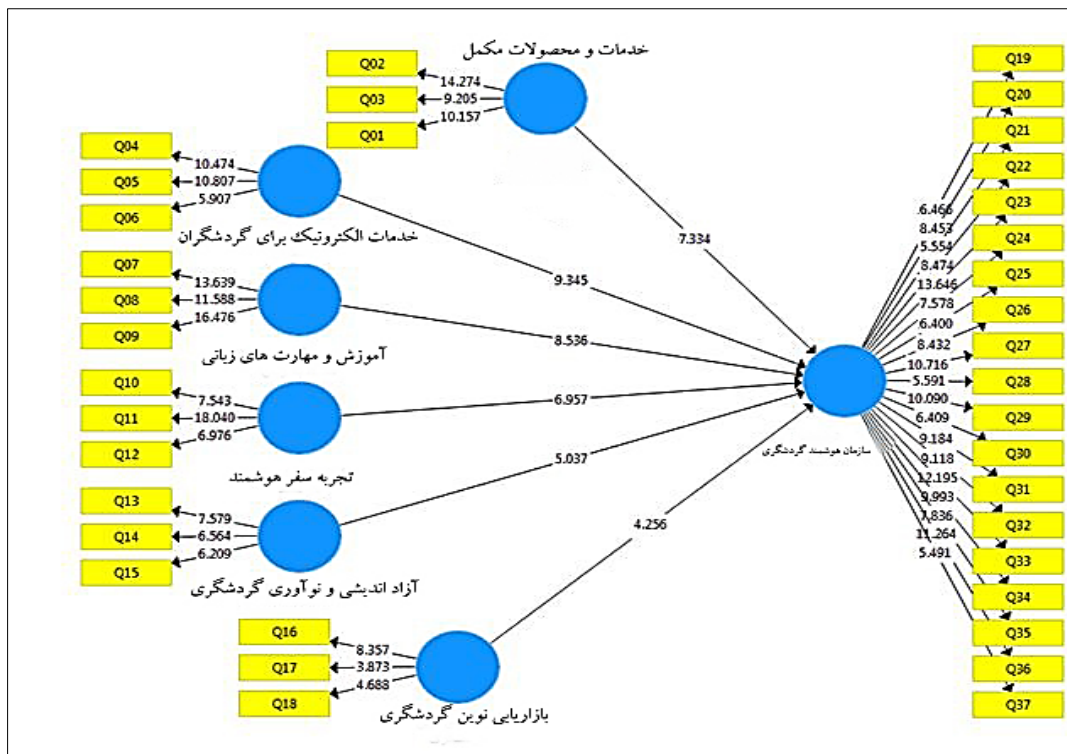 خدمات و محصولات مکمل
Q02
14.274
Q03
9.205
Q01
10.157
Q04
10.474
Q05
10.807
Q06
5.907
خدمات الکترونیک برای گردشگران
Q07
13.639
Q08
11.588
Q09
16.476
آموزش و مهارت های زبانی
Q10
7.543
Q11
18.040
Q12
6.976
تجربه سفر هوشمند
Q13
7.579
Q14
6.564
Q15
6.209
آزاد اندیشی و نوآوری گردشگری
Q16
8.357
Q17
3.873
Q18
4.688
بازاریابی نوین گردشگری
7.334
9.345
8.536
6.957
5.037
4.256
سازمان هوشمند گردشگری
6.466
8.453
5.554
8.474
13.646
7.578
6.400
8.432
10.716
5.591
10.090
6.409
9.184
9.118
12.195
9.993
7.836
11.264
5.491
Q19
Q20
Q21
Q22
Q23
Q24
Q25
Q26
Q27
Q28
Q29
Q30
Q31
Q32
Q33
Q34
Q35
Q36
Q37